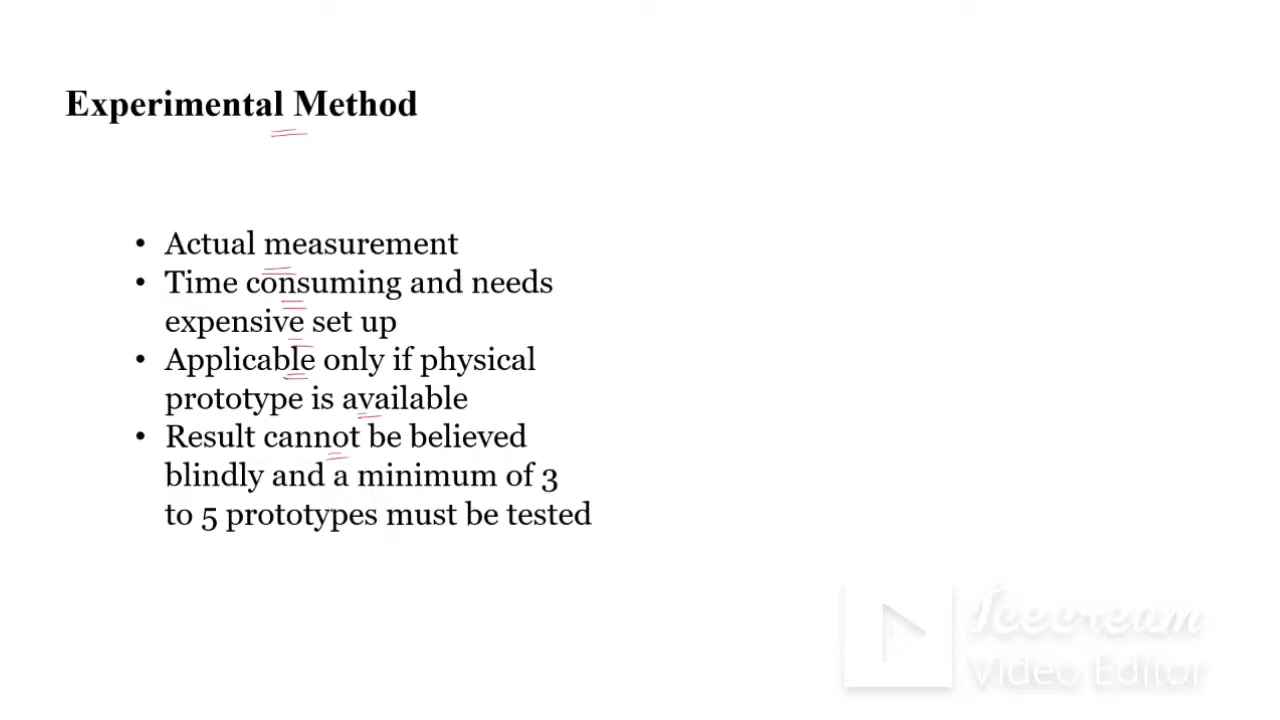 Experimental Method
• Actual measurement
• Time consuming and needs
expensive set up
• Applicable only if physical
prototype is available
• Result cannot be believed
blindly and a minimum of 3
to 5 prototypes must be tested
Icecream
Video Editor